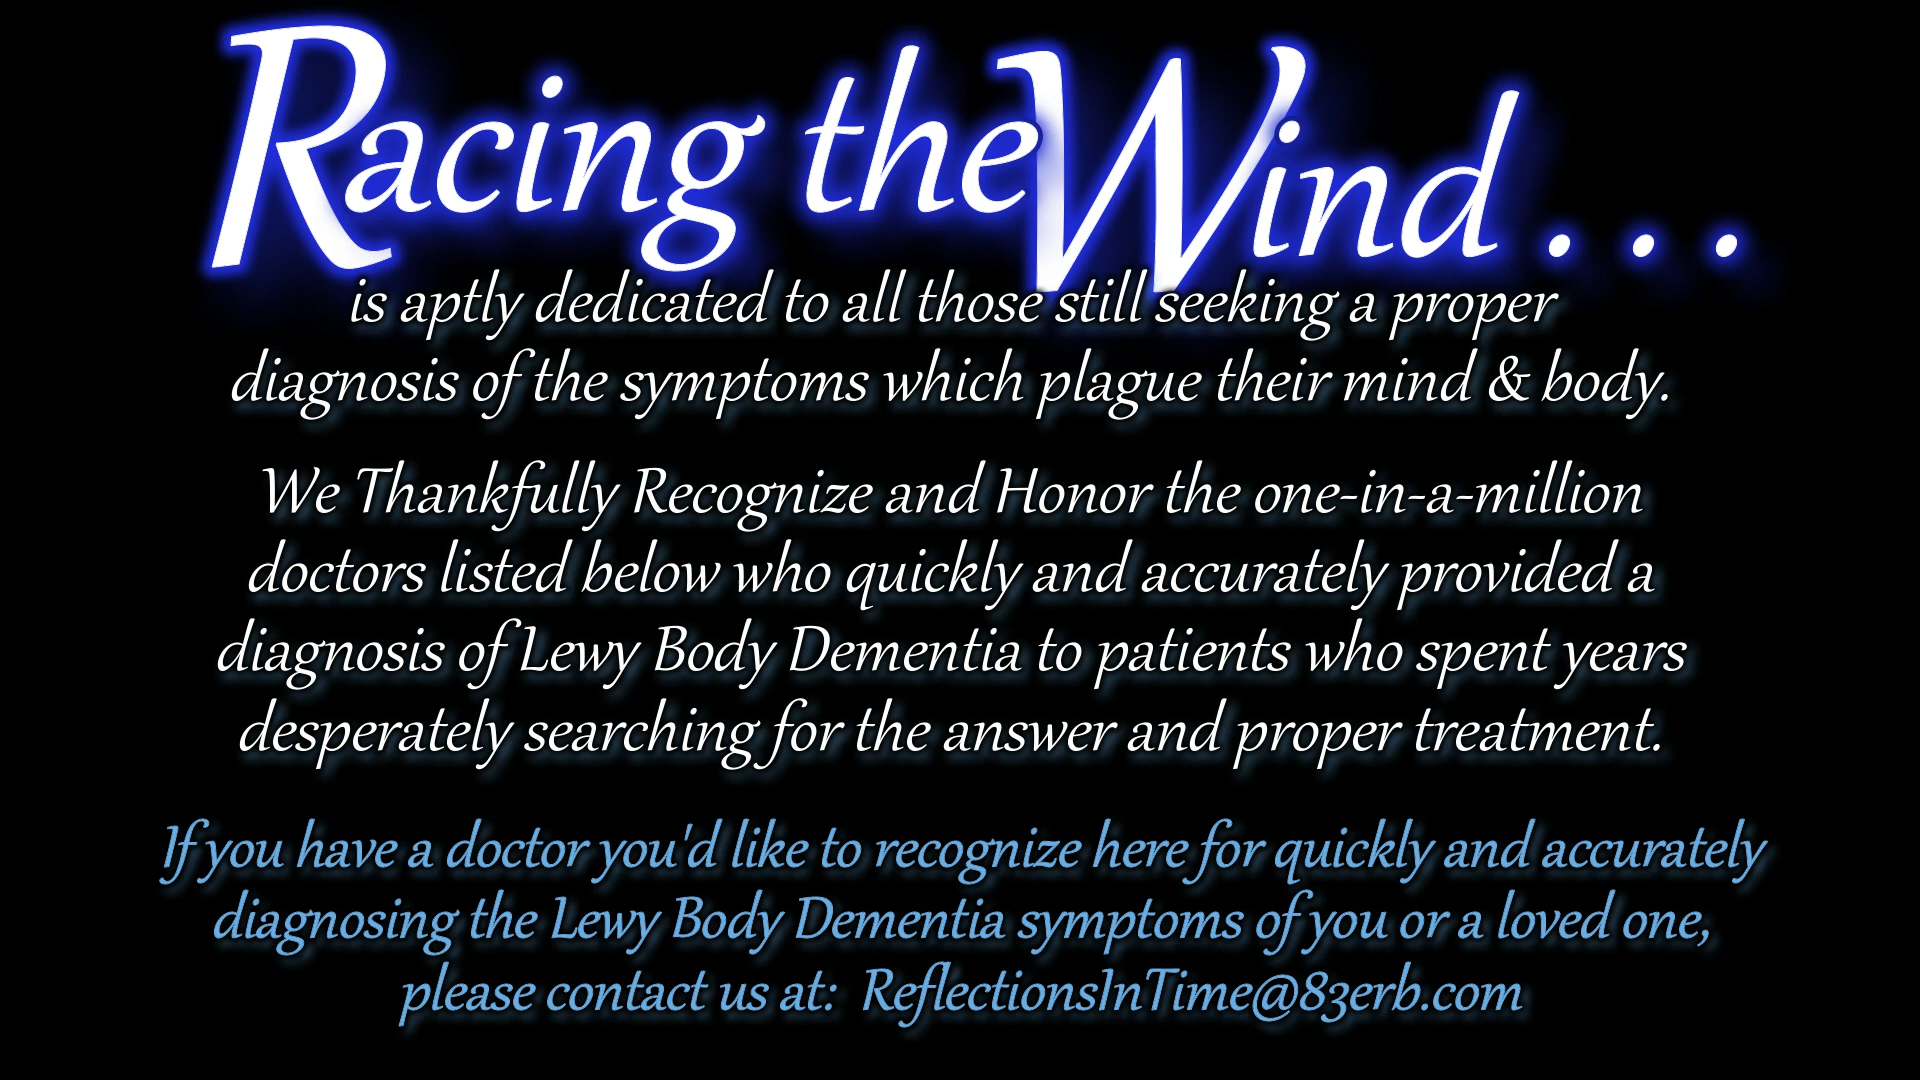 Racing the Wind . . .
is aptly dedicated to all those still seeking a proper
diagnosis of the symptoms which plague their mind & body.
We Thankfully Recognize and Honor the one-in-a-million
doctors listed below who quickly and accurately provided a
diagnosis of Lewy Body Dementia to patients who spent years
desperately searching for the answer and proper treatment.
If you have a doctor you'd like to recognize here for quickly and accurately
diagnosing the Lewy Body Dementia symptoms of you or a loved one,
please contact us at: ReflectionsInTime@83erb.com